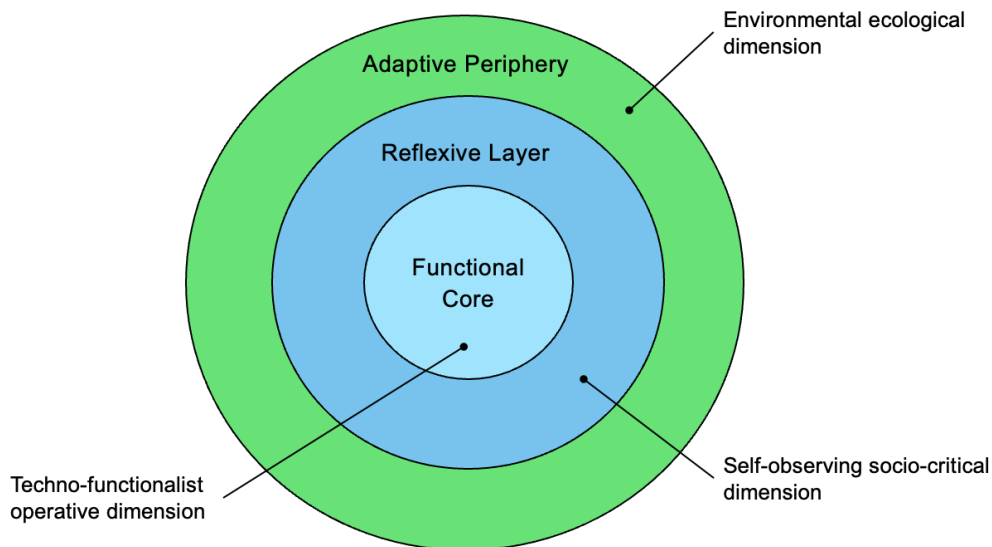 Environmental ecological
dimension
Adaptive Periphery
Reflexive Layer
Functional
Core
Self-observing socio-critical
dimension
Techno-functionalist
operative dimension